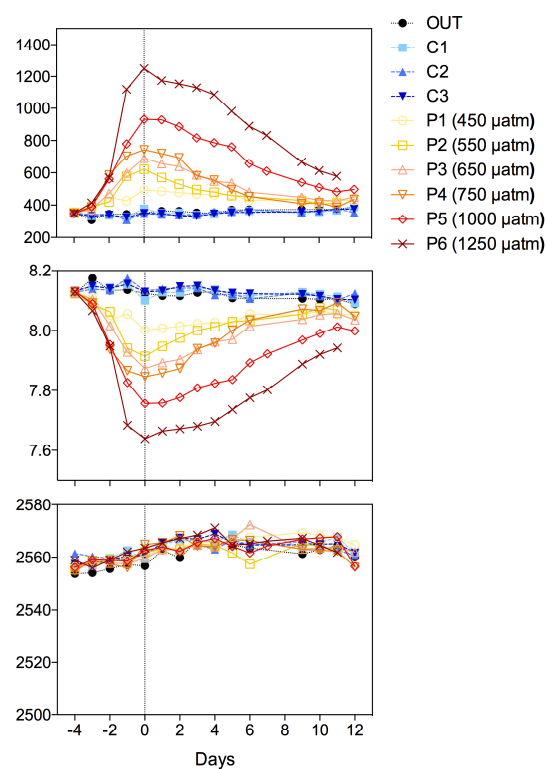 1400
1200
1000
800
600
400
200
8.2
8.0
7.8
7.6
2580
2560
2540
2520
2500
-4 -2 0 2 4 6 8 10 12
Days
OUT
C1
C2
C3
P1 (450 µatm)
P2 (550 µatm)
P3 (650 µatm)
P4 (750 µatm)
P5 (1000 µatm)
P6 (1250 µatm)